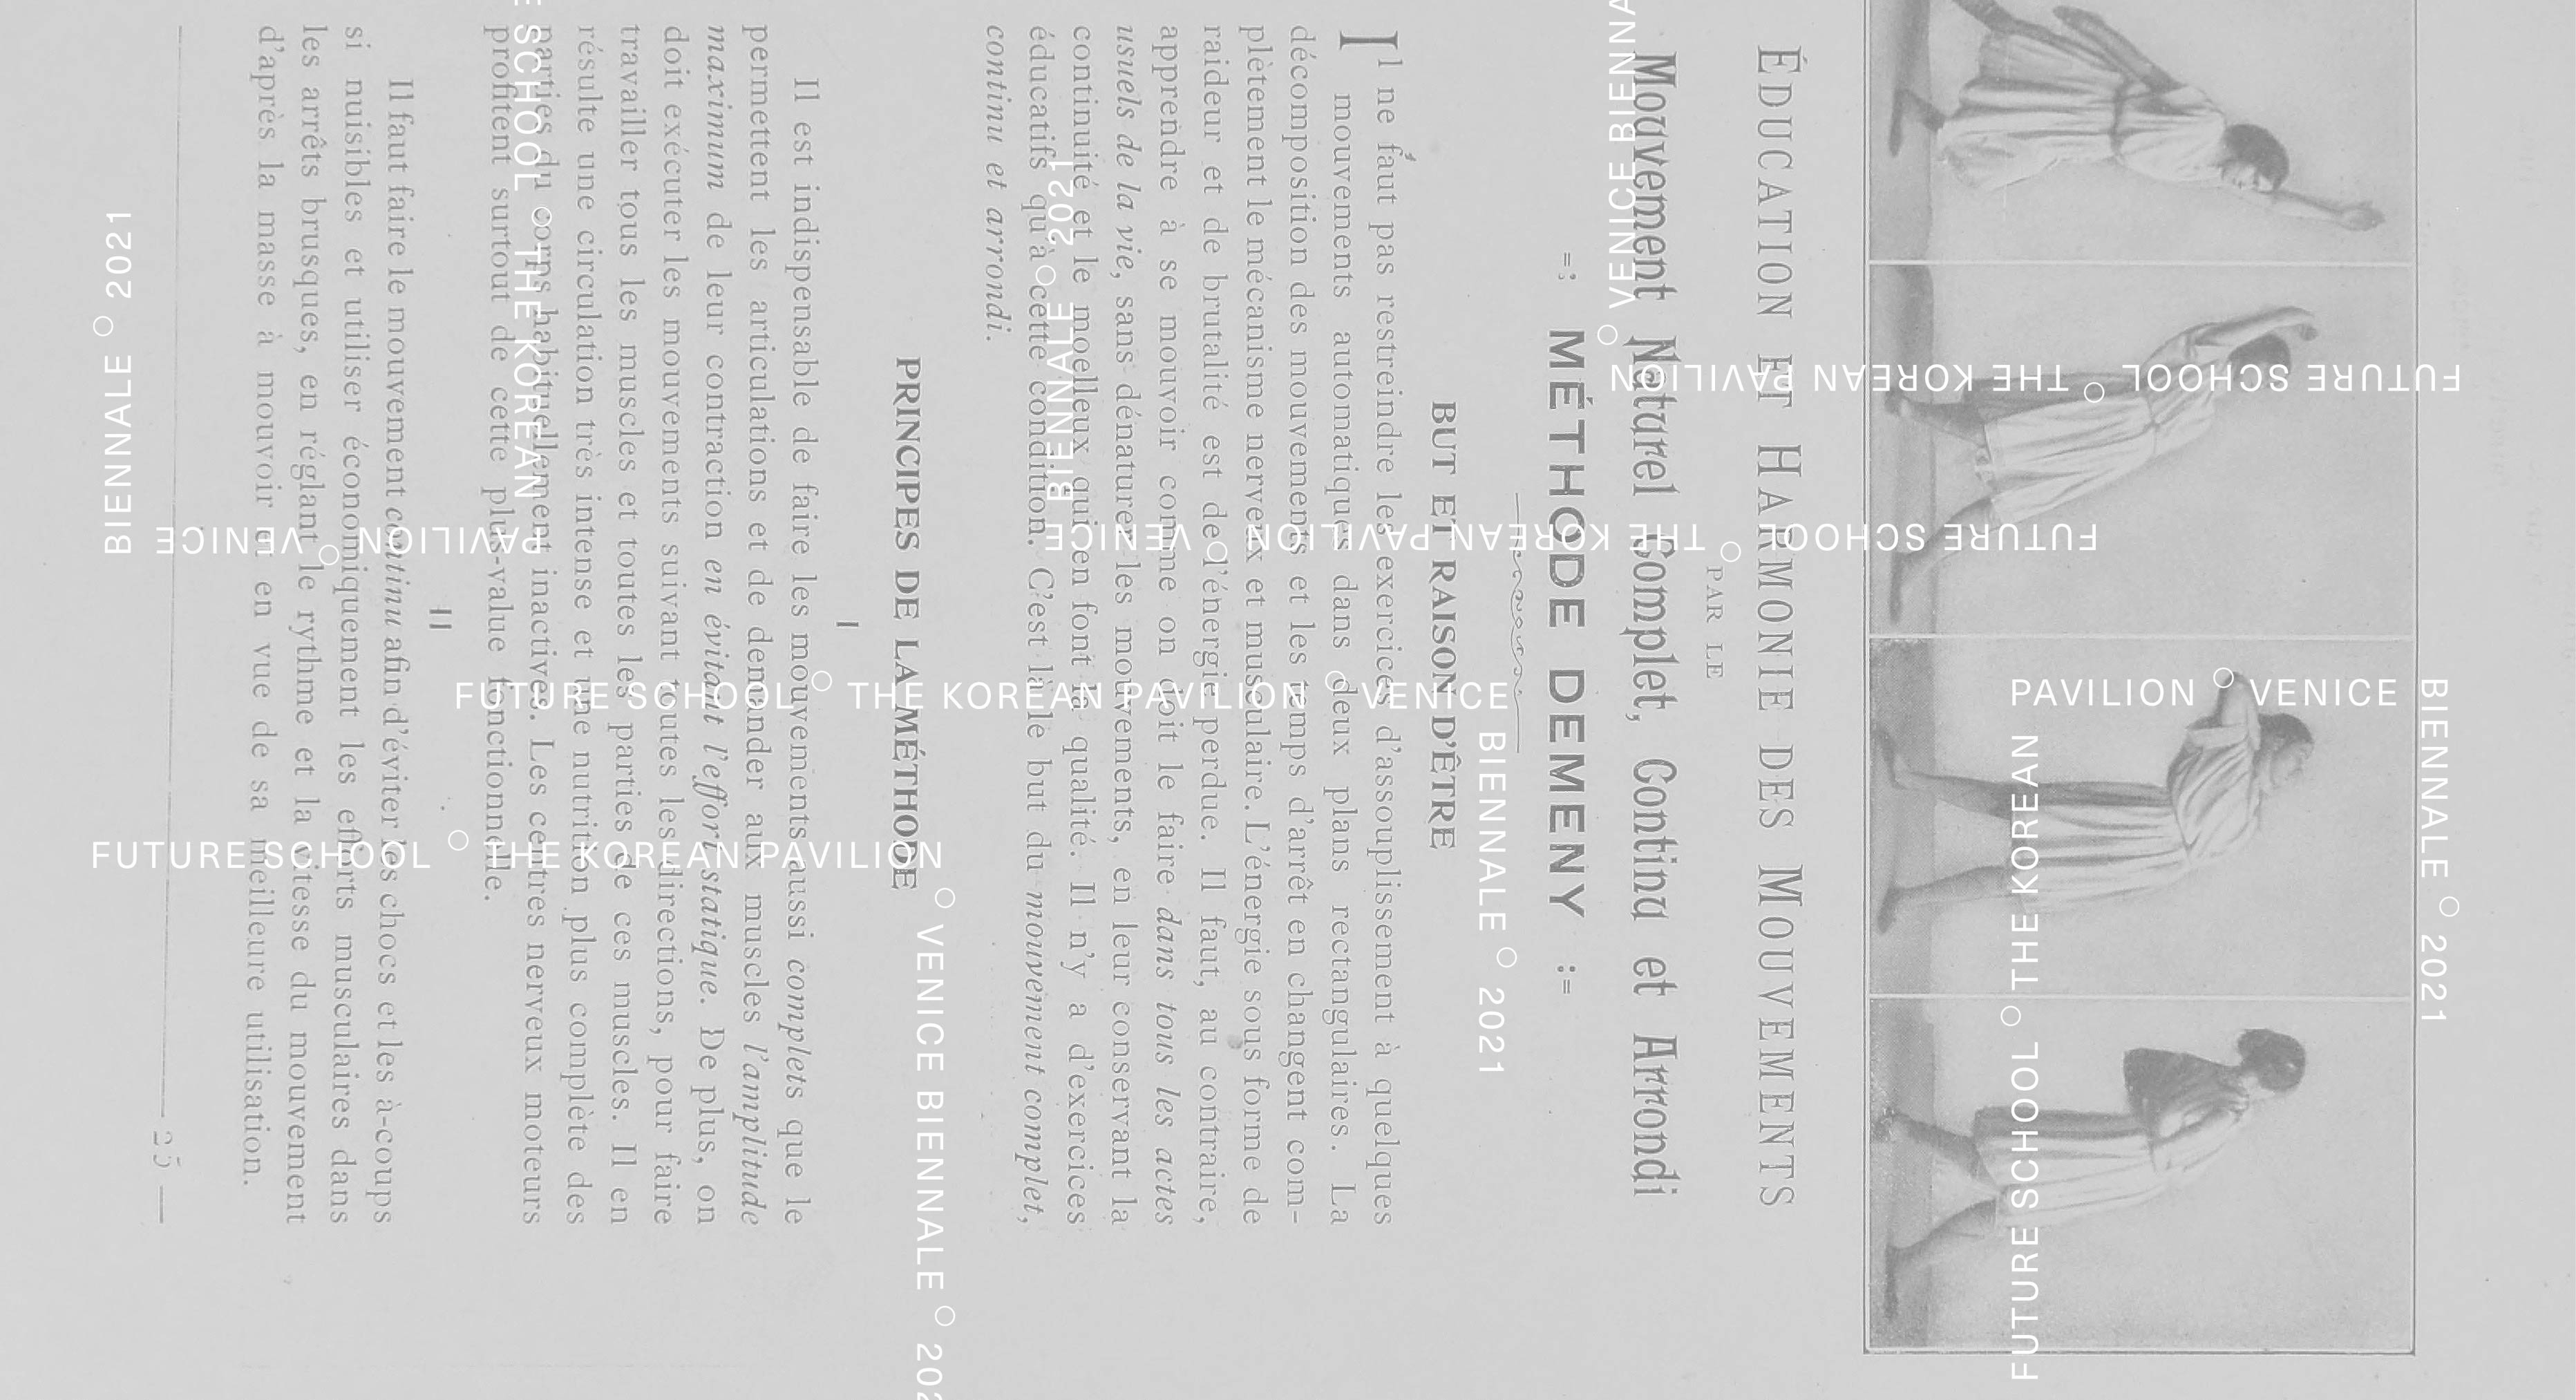 ÉDUCATION ET HARMONIE DES MOUVEMENTS
PAR LE
Mouvement Naturel Complet, Continu et Arrondi
=: MÉTHODE DEMENY :=
BUT ET RAISON D'ÊTRE
Il ne faut pas restreindre les exercices d'assouplissement à quelques
mouvements automatiques dans deux plans rectangulaires. La
décomposition des mouvements et les temps d'arrêt en changent com-
plètement le mécanisme nerveux et musculaire. L'énergie sous forme de
raideur et de brutalité est de l'énergie perdue. Il faut, au contraire,
apprendre à se mouvoir comme on doit le faire dans tous les actes
usuels de la vie, sans dénaturer les mouvements, en leur conservant la
continuité et le moelleux qui en font la qualité. Il n'y a d'exercices
éducatifs qu'à cette condition. C'est là le but du mouvement complet,
continu et arrondi.
PRINCIPES DE LA MÉTHODE
I
Il est indispensable de faire les mouvements aussi complets que le
permettent les articulations et de demander aux muscles l'amplitude
maximum de leur contraction en évitant l'effort statique. De plus, on
doit exécuter les mouvements suivant toutes les directions, pour faire
travailler tous les muscles et toutes les parties de ces muscles. Il en
résulte une circulation très intense et une nutrition plus complète des
parties du corps habituellement inactives. Les centres nerveux moteurs
profitent surtout de cette plus-value fonctionnelle.
II
Il faut faire le mouvement continu afin d'éviter les chocs et les à-coups
si nuisibles et utiliser économiquement les efforts musculaires dans
les arrêts brusques, en réglant le rythme et la vitesse du mouvement
d'après la masse à mouvoir et en vue de sa meilleure utilisation.
25 —
FUTURE SCHOOL ○ THE KOREAN PAVILION ○ VENICE BIENNALE ○ 2021
FUTURE SCHOOL ○ THE KOREAN PAVILION ○ VENICE BIENNALE ○ 2021
FUTURE SCHOOL ○ THE KOREAN PAVILION ○ VENICE BIENNALE ○ 202
FUTURE SCHOOL ○ THE KOREAN PAVILION ○ VENICE BIENNALE ○ 2021
FUTURE SCHOOL ○ THE KOREAN PAVILION ○ VENICE BIENNALE
SCHOOL ○ THE KOREAN PAVILION ○ VENICE BIENNALE ○ 2021